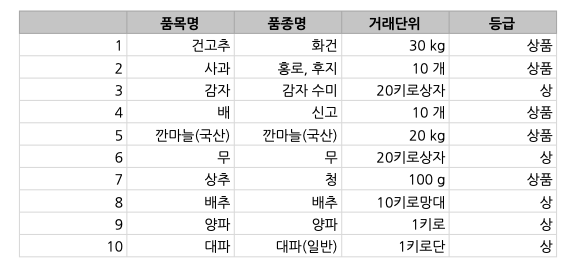 품목명 품종명 거래단위 등급
1 건고추 화건 30 kg 상품
2 사과 홍로, 후지 10 개 상품
3 감자 감자 수미 20키로상자 상
4 배 신고 10 개 상품
5 깐마늘(국산) 깐마늘(국산) 20 kg 상품
6 무 무 20키로상자 상
7 상추 청 100 g 상품
8 배추 배추 10키로망대 상
9 양파 양파 1키로 상
10 대파 대파(일반) 1키로단 상